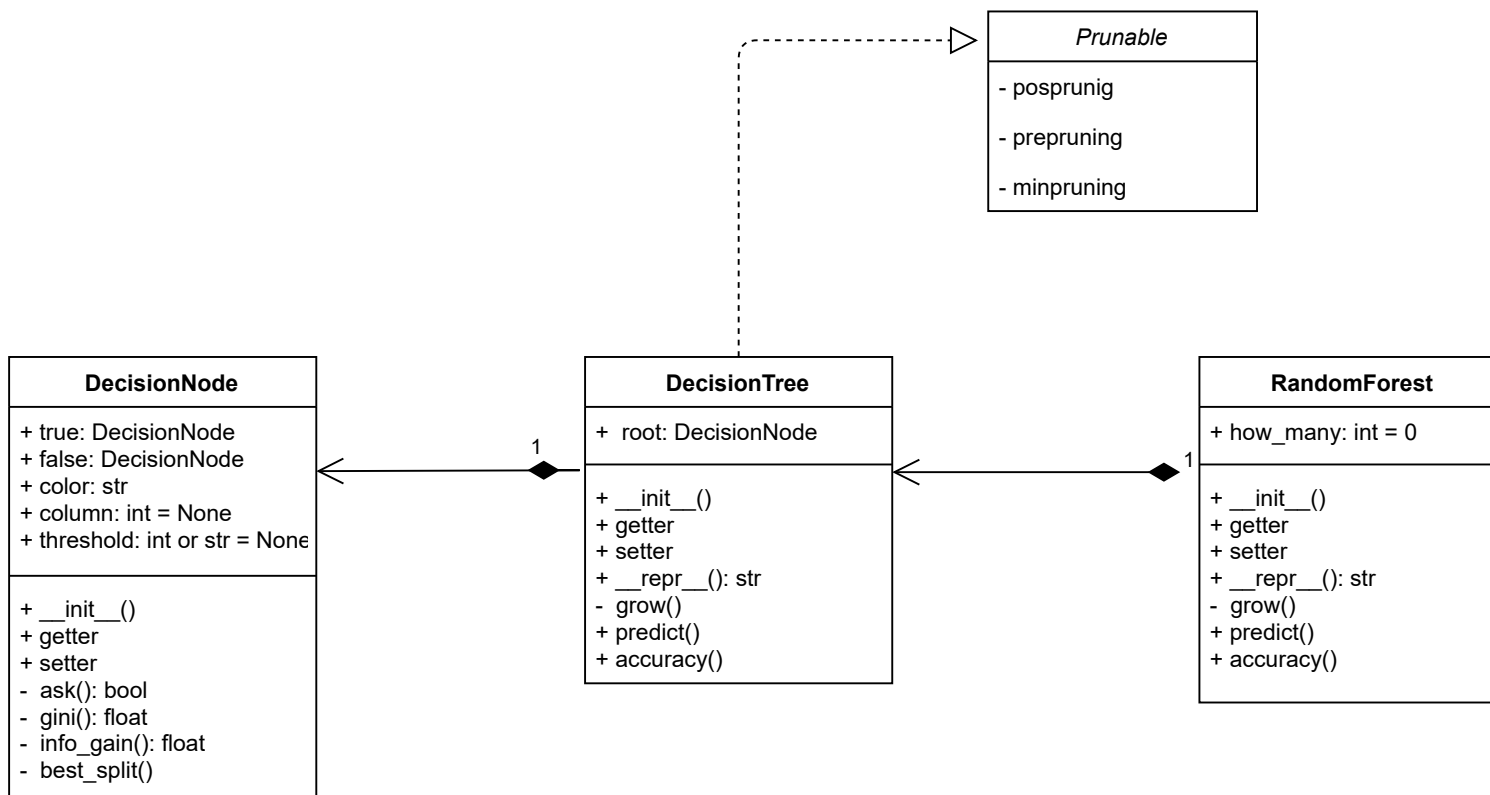 Prunable
- posprunig
- prepruning
- minpruning
DecisionNode
+ true: DecisionNode
+ false: DecisionNode
+ color: str
+ column: int = None
+ threshold: int or str = None
+ __init__()
+ getter
+ setter
- ask(): bool
- gini(): float
- info_gain(): float
- best_split()
1
DecisionTree
+ root: DecisionNode
+ __init__()
+ getter
+ setter
+ __repr__(): str
- grow()
+ predict()
+ accuracy()
1
RandomForest
+ how_many: int = 0
+ __init__()
+ getter
+ setter
+ __repr__(): str
- grow()
+ predict()
+ accuracy()